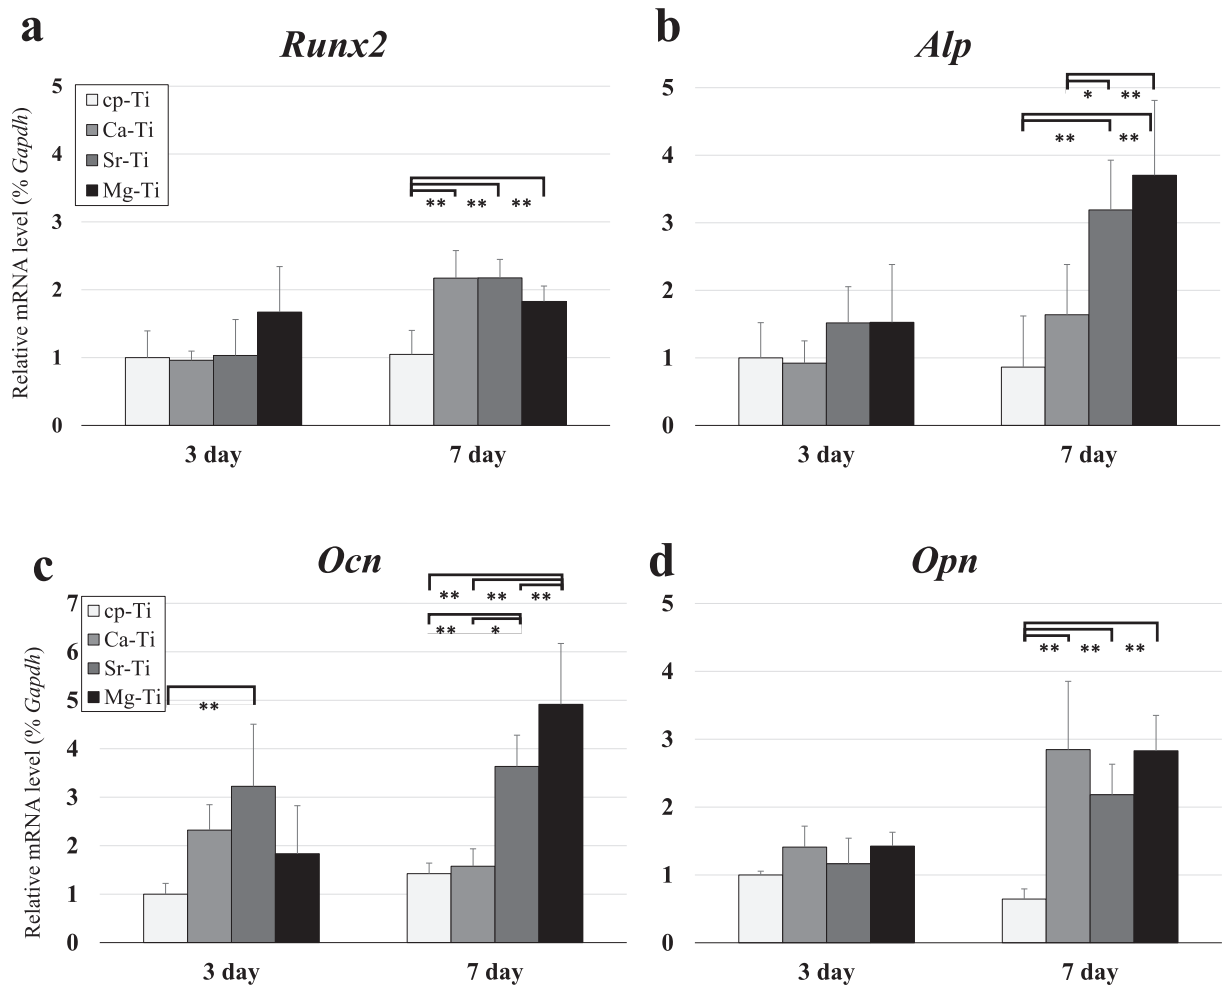 a
Runx2
Relative mRNA level (% Gapdh)
5
4
3
2
1
0
cp-Ti
Ca-Ti
Sr-Ti
Mg-Ti
** ** **
3 day
7 day
b
Alp
5
4
3
2
1
0
* **
** **
3 day
7 day
c
Ocn
Relative mRNA level (% Gapdh)
7
6
5
4
3
2
1
0
cp-Ti
Ca-Ti
Sr-Ti
Mg-Ti
**
** ** **
** *
3 day
7 day
d
Opn
5
4
3
2
1
0
** ** **
3 day
7 day